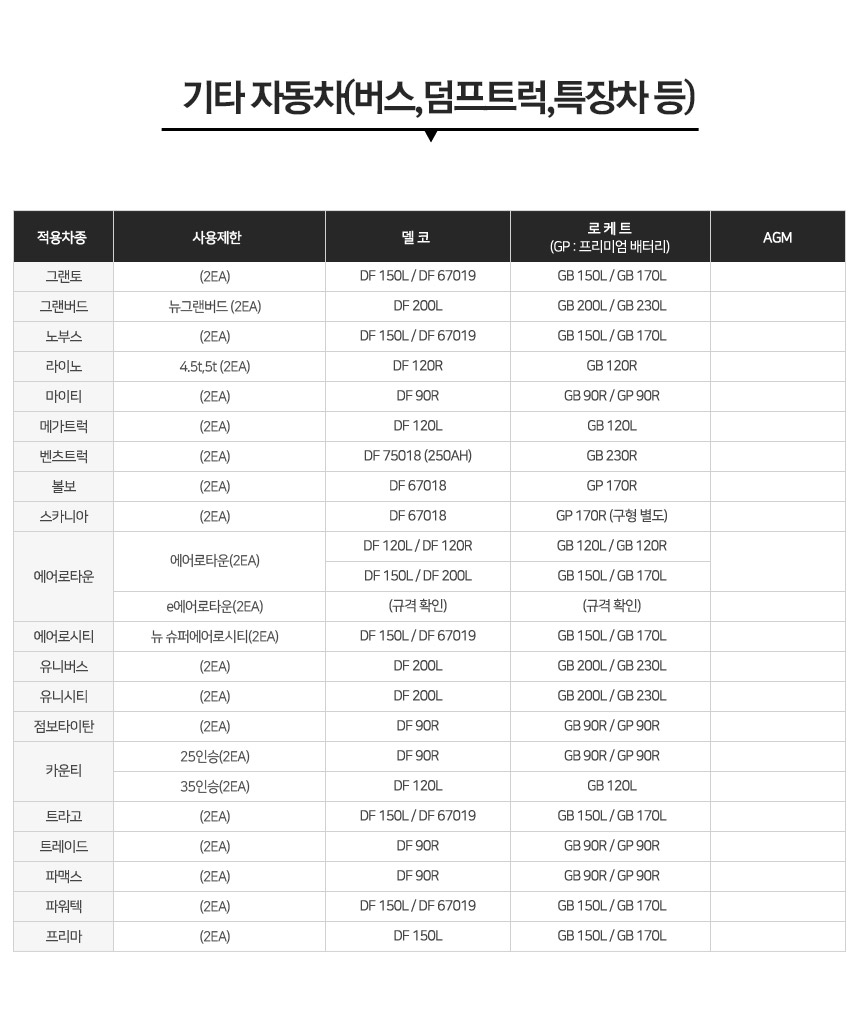 기타 자동차(버스,덤프트럭,특장차 등)
적용차종 사용제한 델 코 로 케 트 (GP : 프리미엄 배터리) AGM
그랜토 (2EA) DF 150L / DF 67019 GB 150L / GB 170L
그랜버드 뉴그랜버드 (2EA) DF 200L GB 200L / GB 230L
노부스 (2EA) DF 150L / DF 67019 GB 150L / GB 170L
라이노 4.5t,5t (2EA) DF 120R GB 120R
마이티 (2EA) DF 90R GB 90R / GP 90R
메가트럭 (2EA) DF 120L GB 120L
벤츠트럭 (2EA) DF 75018 (250AH) GB 230R
볼보 (2EA) DF 67018 GP 170R
스카니아 (2EA) DF 67018 GP 170R (구형 별도)
에어로타운 에어로타운(2EA) DF 120L / DF 120R GB 120L / GB 120R
DF 150L / DF 200L GB 150L / GB 170L
e에어로타운(2EA) (규격 확인) (규격 확인)
에어로시티 뉴 슈퍼에어로시티(2EA) DF 150L / DF 67019 GB 150L / GB 170L
유니버스 (2EA) DF 200L GB 200L / GB 230L
유니시티 (2EA) DF 200L GB 200L / GB 230L
점보타이탄 (2EA) DF 90R GB 90R / GP 90R
카운티 25인승(2EA) DF 90R GB 90R / GP 90R
35인승(2EA) DF 120L GB 120L
트라고 (2EA) DF 150L / DF 67019 GB 150L / GB 170L
트레이드 (2EA) DF 90R GB 90R / GP 90R
파맥스 (2EA) DF 90R GB 90R / GP 90R
파워텍 (2EA) DF 150L / DF 67019 GB 150L / GB 170L
프리마 (2EA) DF 150L GB 150L / GB 170L